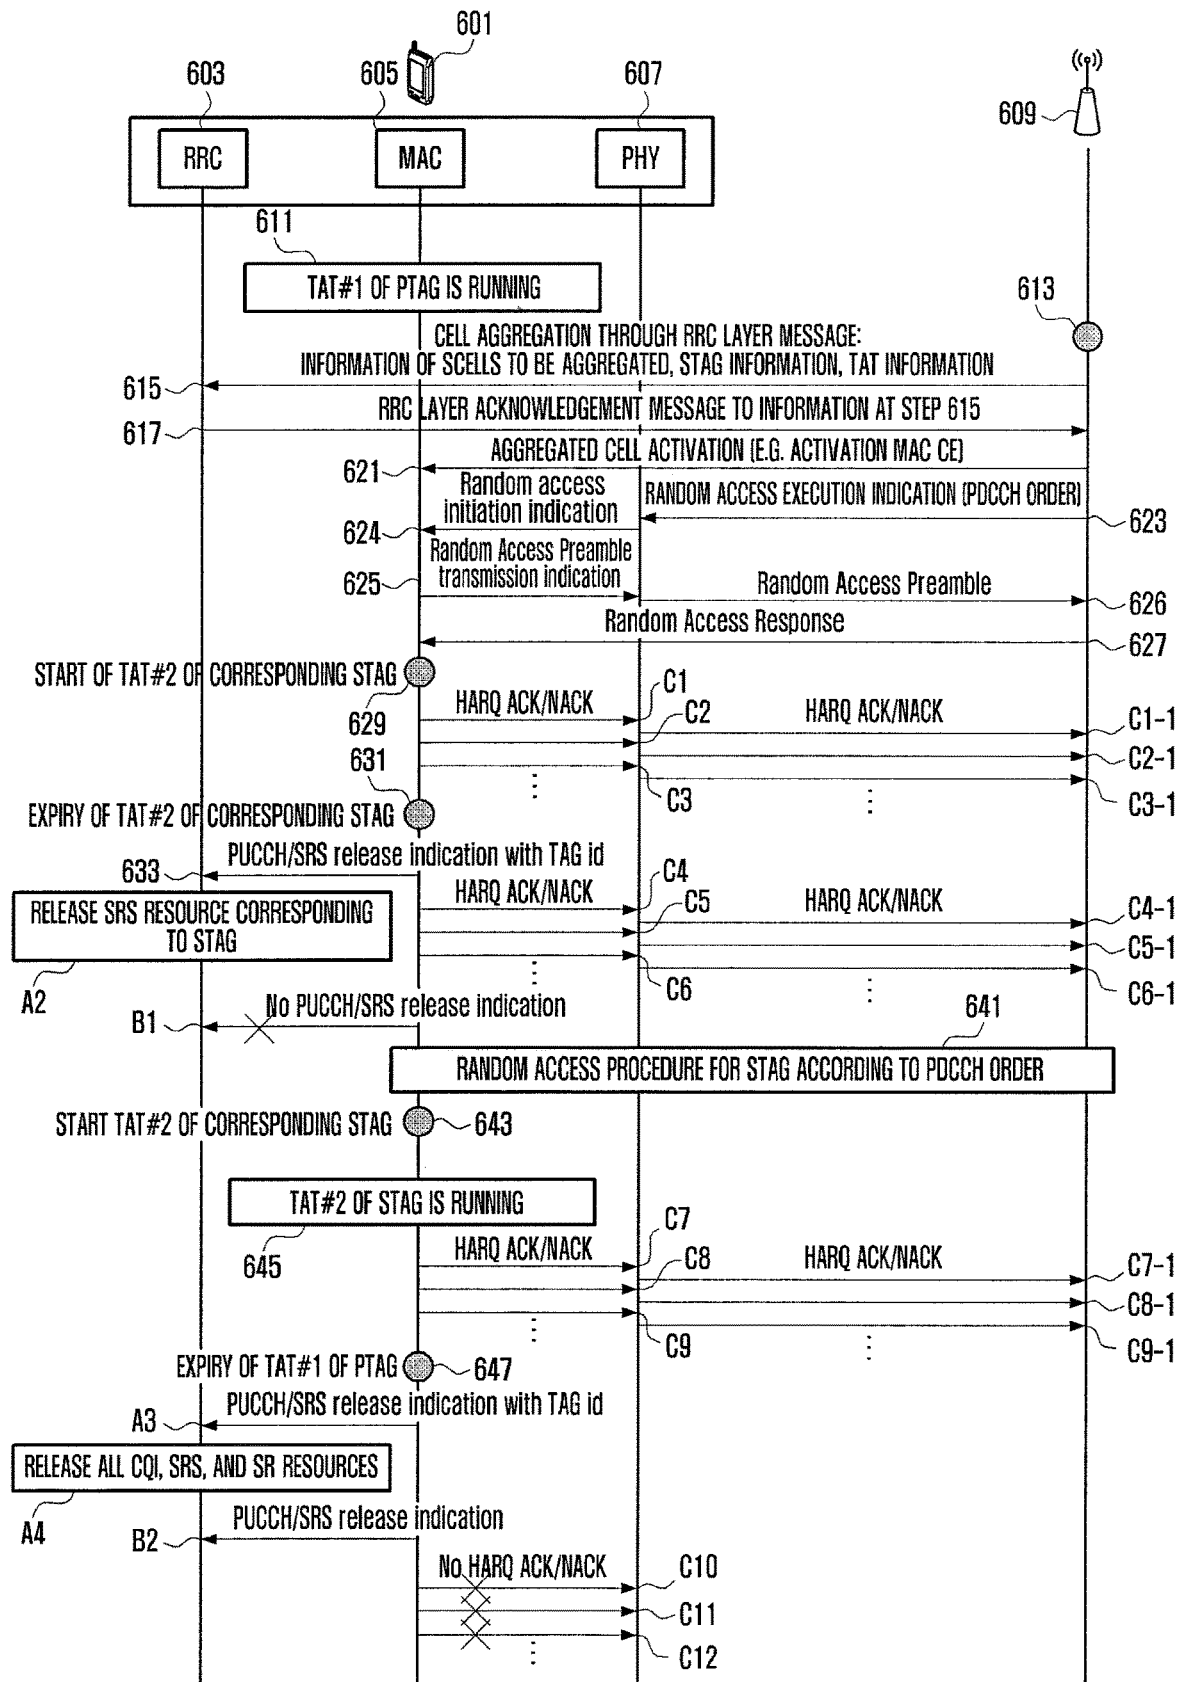 601
603
605
607
609
RRC
MAC
PHY
611
TAT#1 OF PTAG IS RUNNING
613
CELL AGGREGATION THROUGH RRC LAYER MESSAGE:
INFORMATION OF SCELLS TO BE AGGREGATED, STAG INFORMATION, TAT INFORMATION
615
RRC LAYER ACKNOWLEDGEMENT MESSAGE TO INFORMATION AT STEP 615
617
AGGREGATED CELL ACTIVATION (E.G. ACTIVATION MAC CE)
621
Random access
initiation indication
RANDOM ACCESS EXECUTION INDICATION (PDCCH ORDER)
623
624
Random Access Preamble
transmission indication
625
Random Access Preamble
626
Random Access Response
627
START OF TAT#2 OF CORRESPONDING STAG
629
HARQ ACK/NACK
C1
HARQ ACK/NACK
C1-1
C2
C2-1
631
⋮
C3
⋮
C3-1
EXPIRY OF TAT#2 OF CORRESPONDING STAG
PUCCH/SRS release indication with TAG id
633
HARQ ACK/NACK
C4
HARQ ACK/NACK
C4-1
RELEASE SRS RESOURCE CORRESPONDING
TO STAG
C5
C5-1
A2
⋮
C6
⋮
C6-1
No PUCCH/SRS release indication
B1
641
RANDOM ACCESS PROCEDURE FOR STAG ACCORDING TO PDCCH ORDER
START TAT#2 OF CORRESPONDING STAG
643
TAT#2 OF STAG IS RUNNING
645
HARQ ACK/NACK
C7
HARQ ACK/NACK
C7-1
C8
C8-1
⋮
C9
⋮
C9-1
EXPIRY OF TAT#1 OF PTAG
647
PUCCH/SRS release indication with TAG id
A3
RELEASE ALL CQI, SRS, AND SR RESOURCES
A4
PUCCH/SRS release indication
B2
No HARQ ACK/NACK
C10
C11
C12
⋮